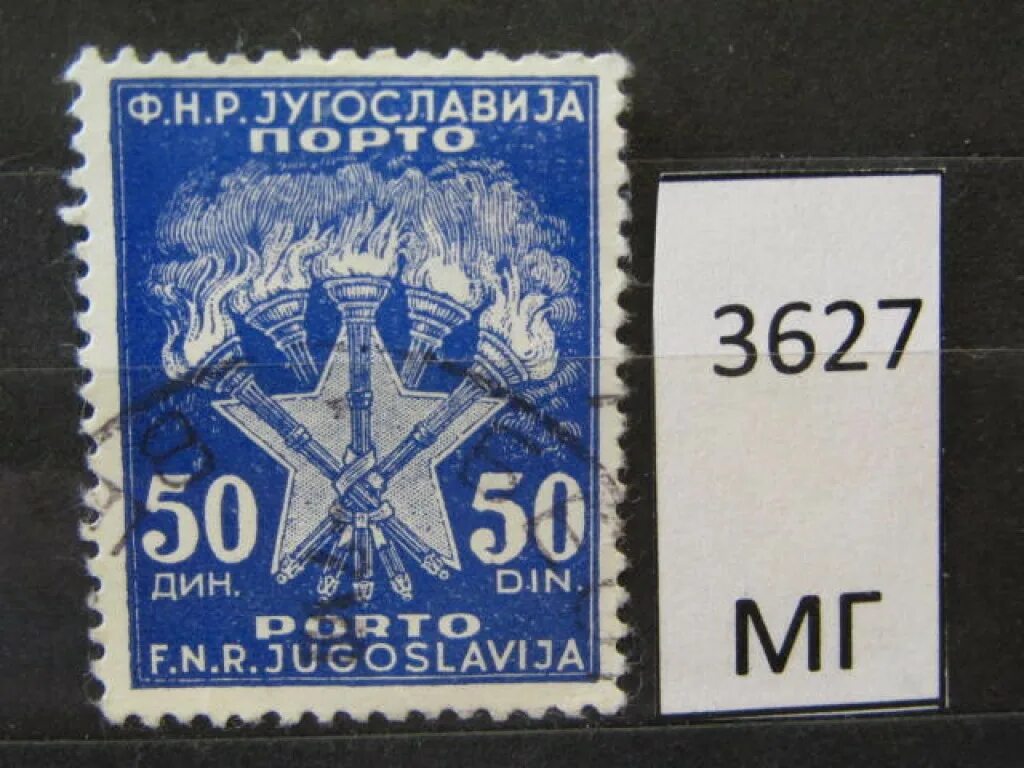 Ф.Н.Р. ЈУГОСЛАВИЈА
ПОРТО
50 50
ДИН. DIN.
PORTO
F.N.R. JUGOSLAVIJA
3627
МГ